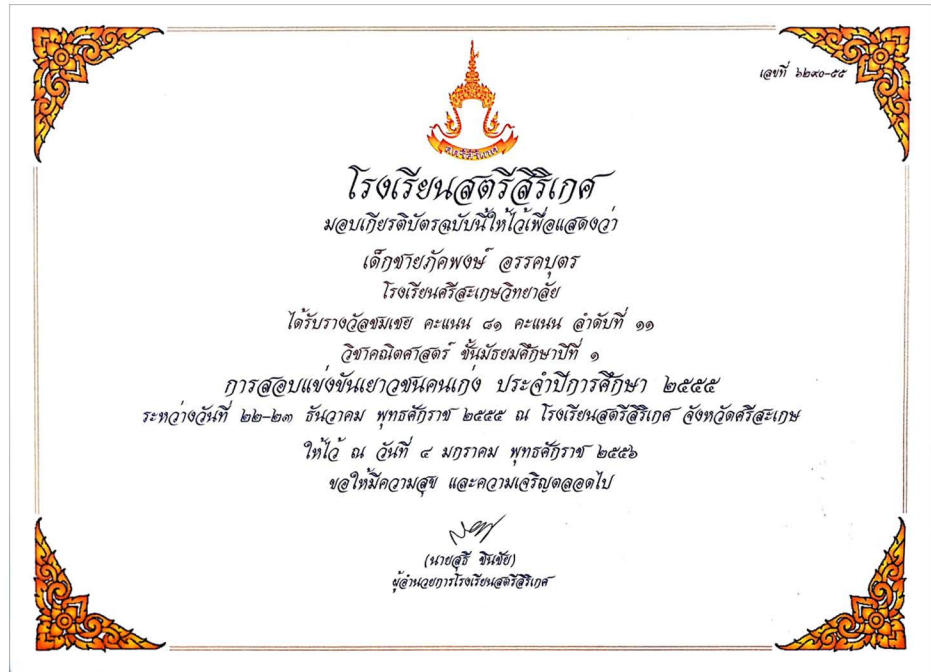 เลขที่ ๖๒๙๐-๕๕
ส.ศิริเกศ
โรงเรียนสตรีสิริเกศ
มอบเกียรติบัตรฉบับนี้ให้ไว้เพื่อแสดงว่า
เด็กชายภัคพงษ์ อรรคบุตร
โรงเรียนศรีสะเกษวิทยาลัย
ได้รับรางวัลชมเชย คะแนน ๘๑ คะแนน ลำดับที่ ๑๑
วิชาคณิตศาสตร์ ชั้นมัธยมศึกษาปีที่ ๑
การสอบแข่งขันเยาวชนคนเก่ง ประจำปีการศึกษา ๒๕๕๕
ระหว่างวันที่ ๒๒-๒๓ ธันวาคม พุทธศักราช ๒๕๕๕ ณ โรงเรียนสตรีสิริเกศ จังหวัดศรีสะเกษ
ให้ไว้ ณ วันที่ ๔ มกราคม พุทธศักราช ๒๕๕๖
ขอให้มีความสุข และความเจริญตลอดไป
(นายสุธี ชินชัย)
ผู้อำนวยการโรงเรียนสตรีสิริเกศ